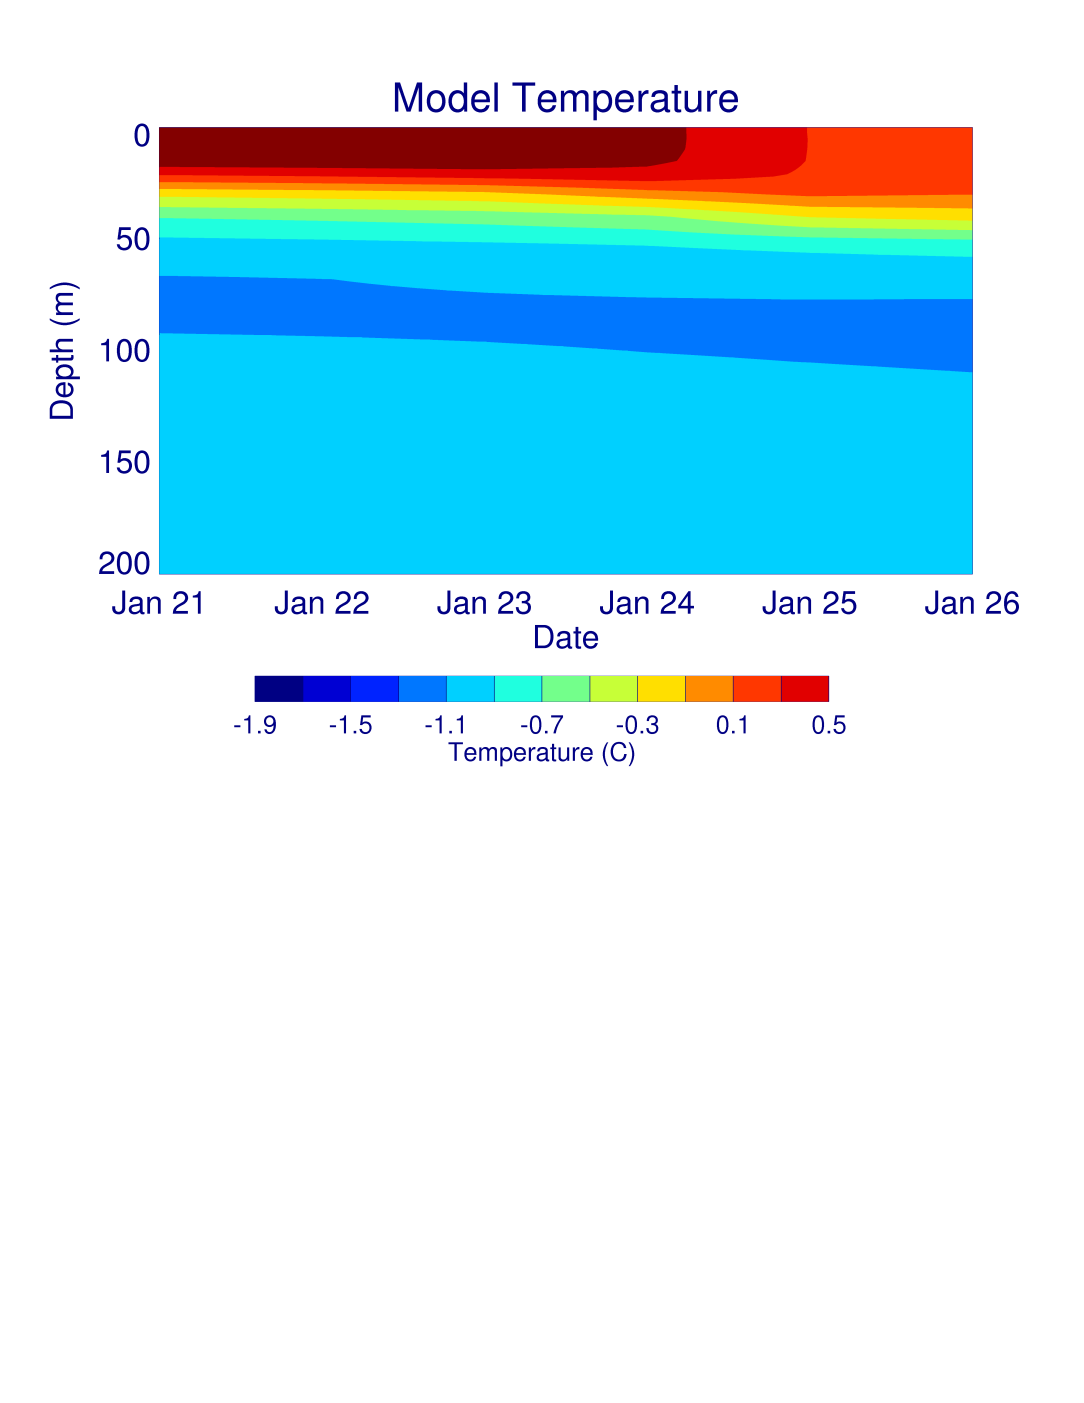 Model Temperature
0
50
100
150
200
Depth (m)
Jan 21 Jan 22 Jan 23 Jan 24 Jan 25 Jan 26
Date
-1.9 -1.5 -1.1 -0.7 -0.3 0.1 0.5
Temperature (C)